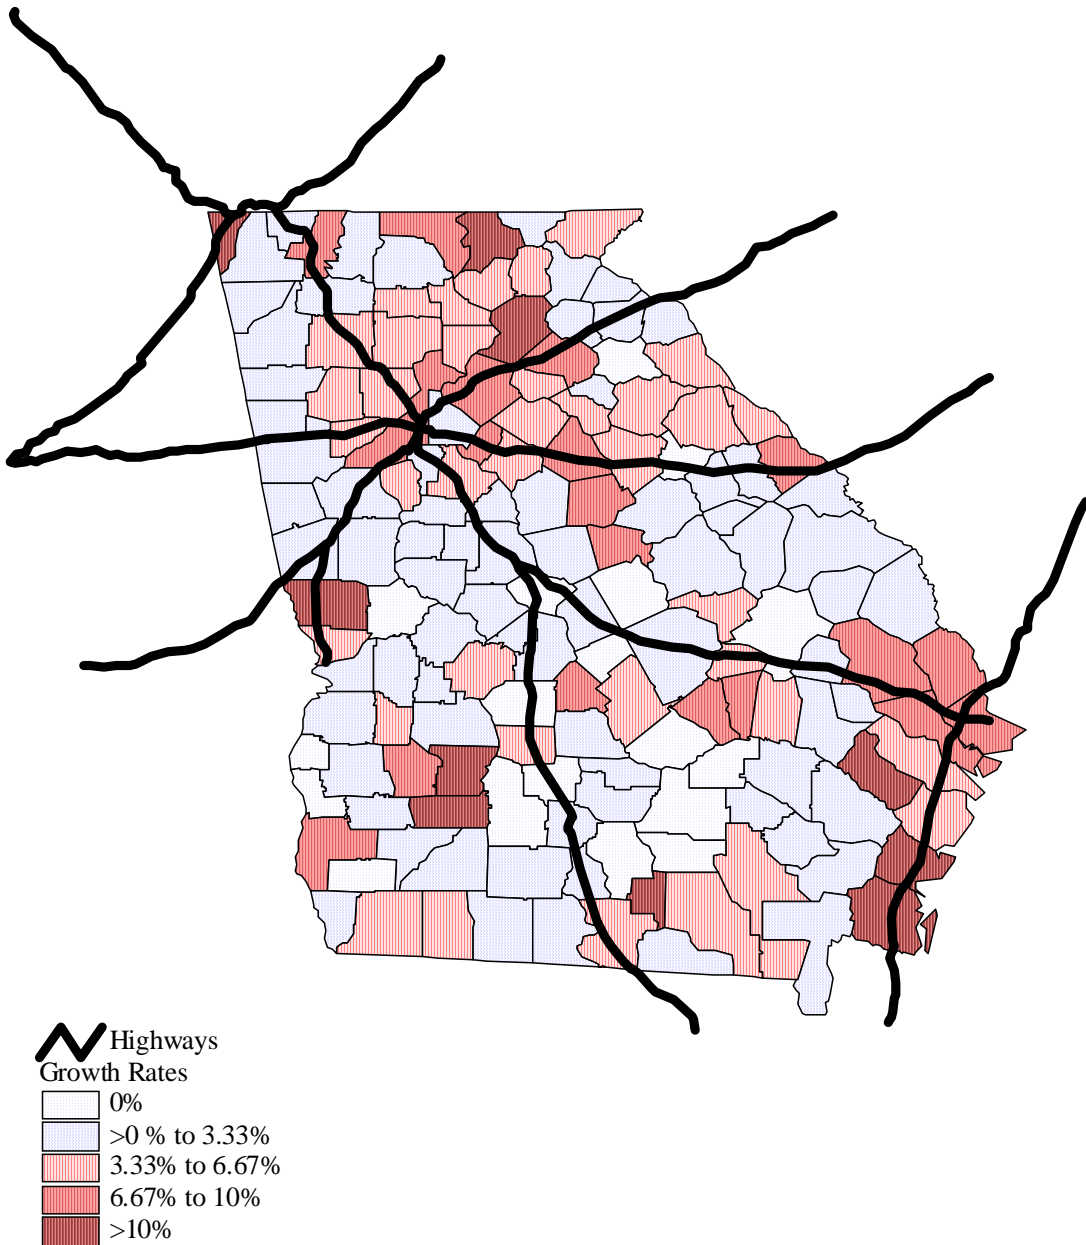 Highways
Growth Rates
0%
>0 % to 3.33%
3.33% to 6.67%
6.67% to 10%
>10%